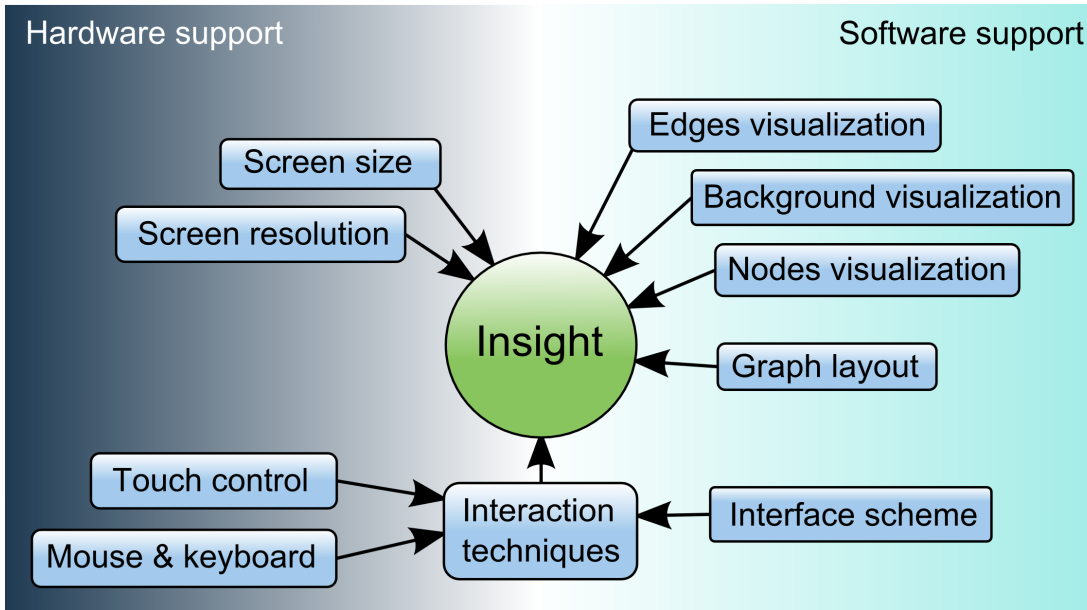 Hardware support
Software support
Edges visualization
Screen size
Background visualization
Screen resolution
Nodes visualization
Insight
Graph layout
Touch control
Interaction
techniques
Interface scheme
Mouse & keyboard